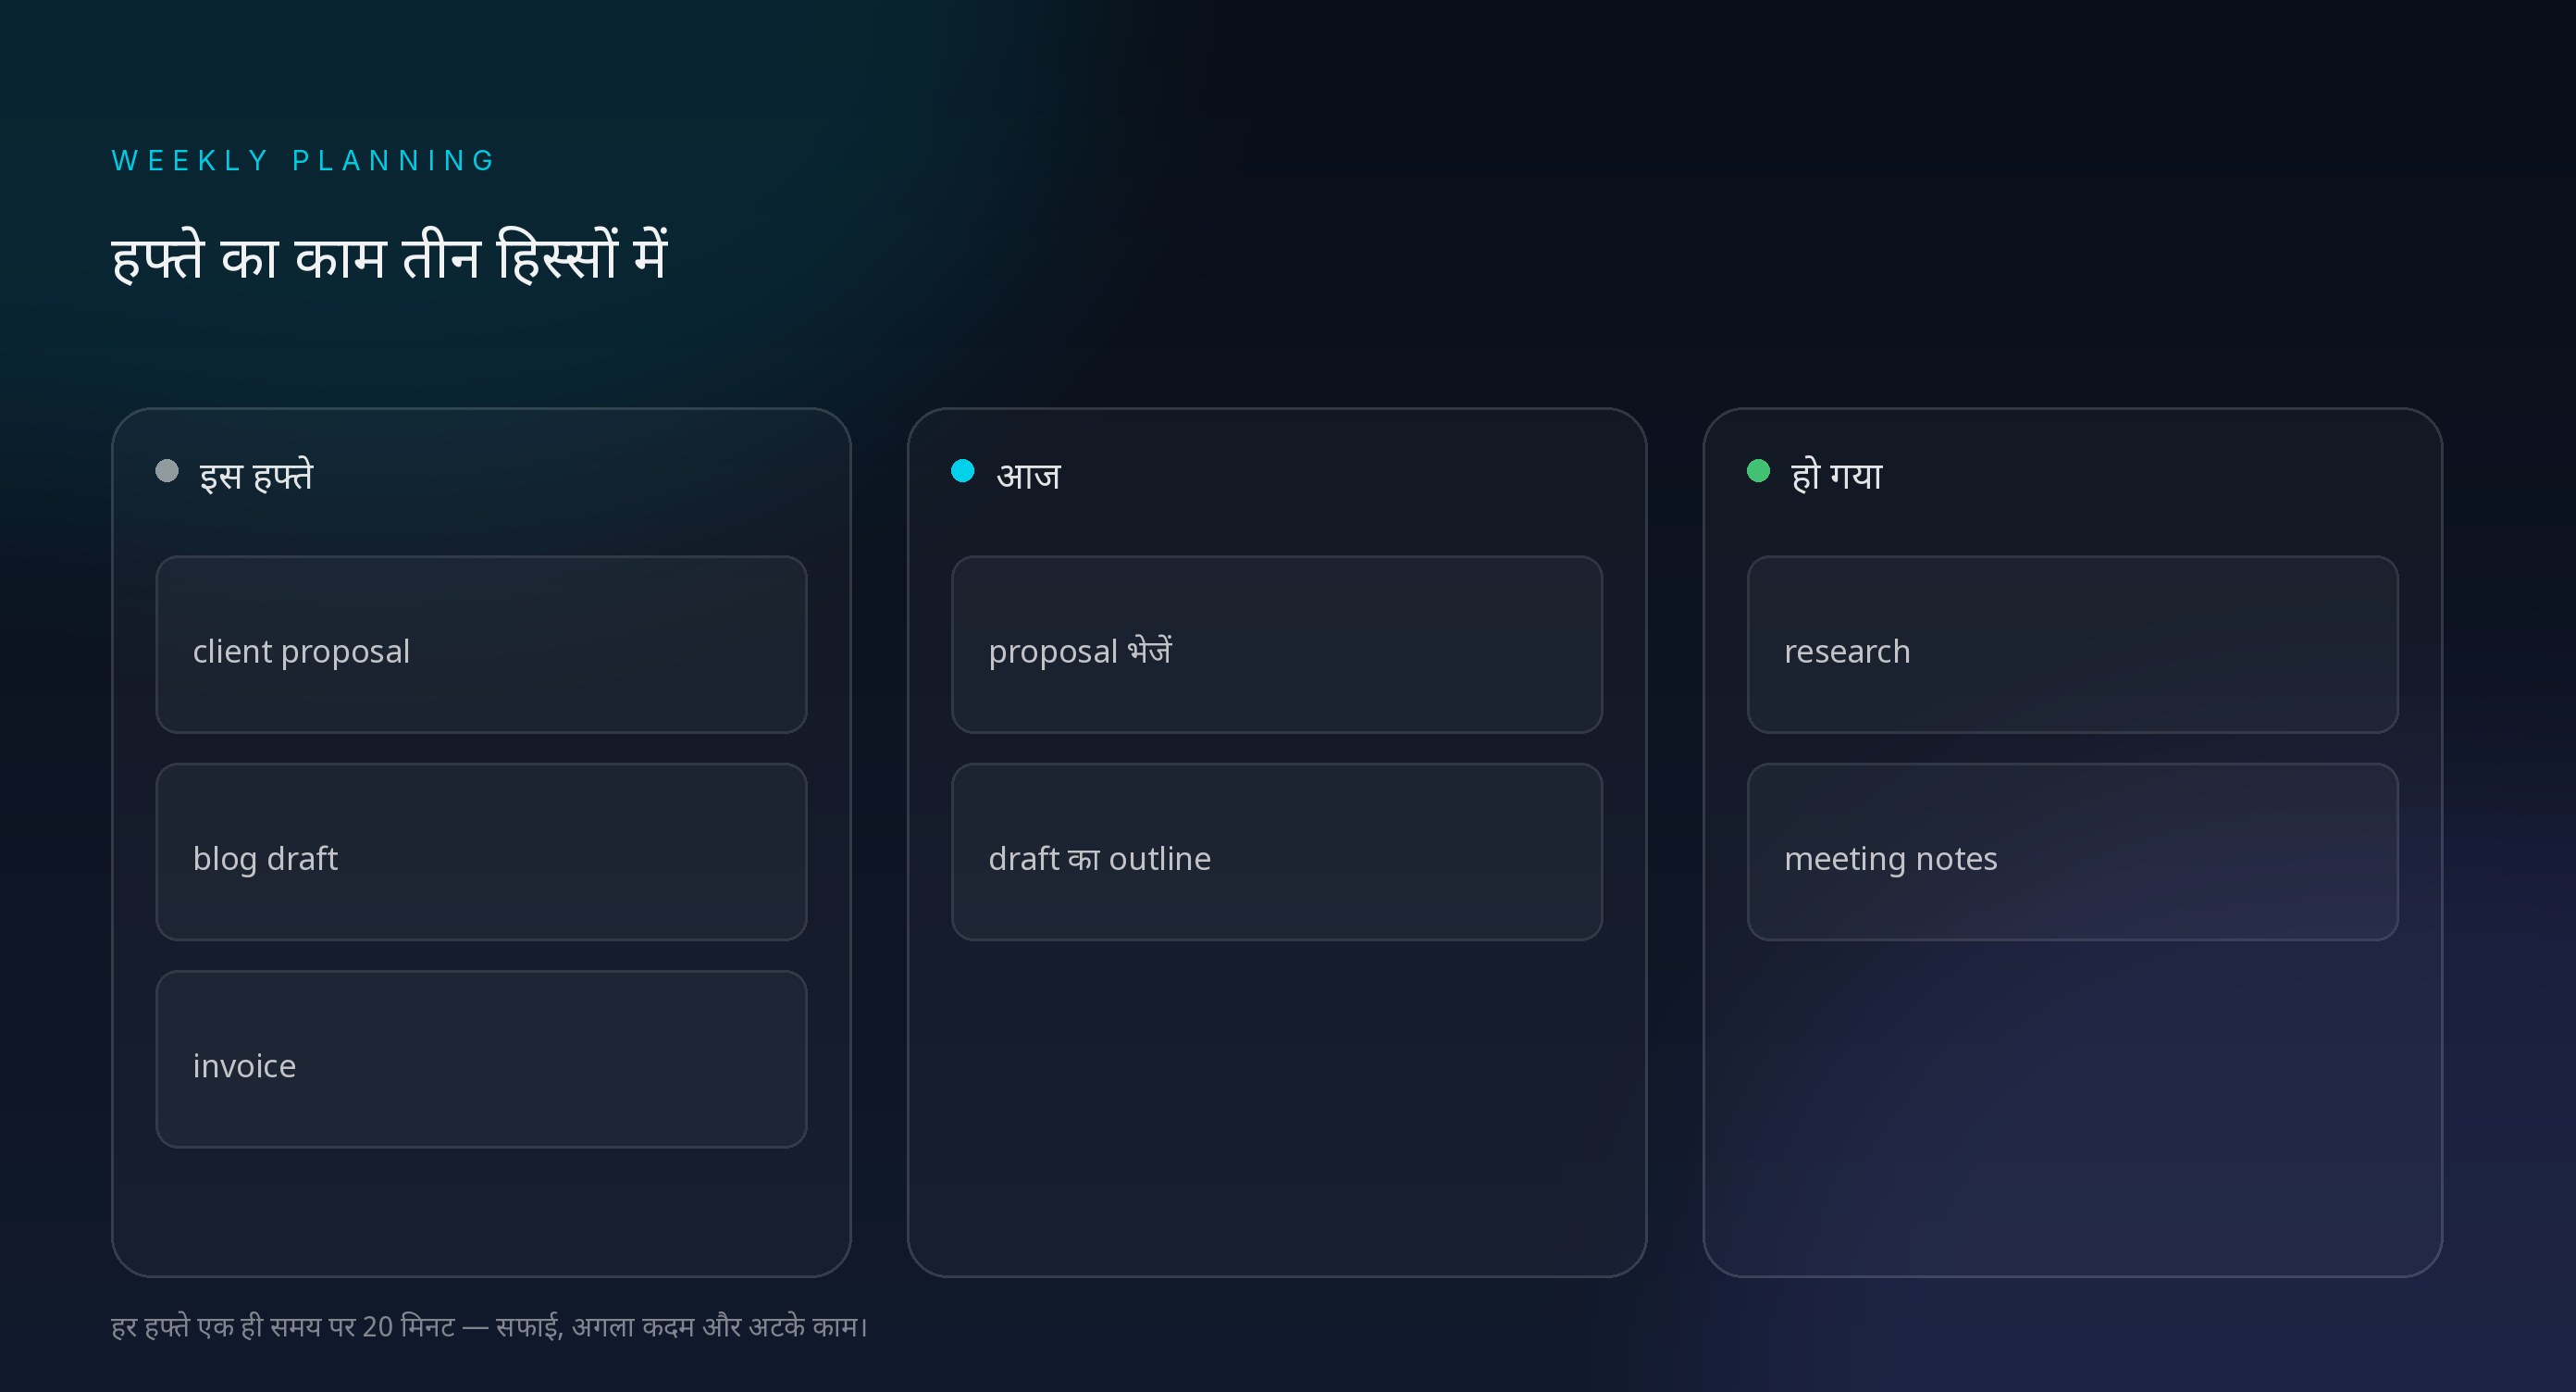 WEEKLY PLANNING
हफ्ते का काम तीन हिस्सों में
इस हफ्ते
client proposal
blog draft
invoice
आज
proposal भेजें
draft का outline
हो गया
research
meeting notes
हर हफ्ते एक ही समय पर 20 मिनट — सफाई, अगला कदम और अटके काम।